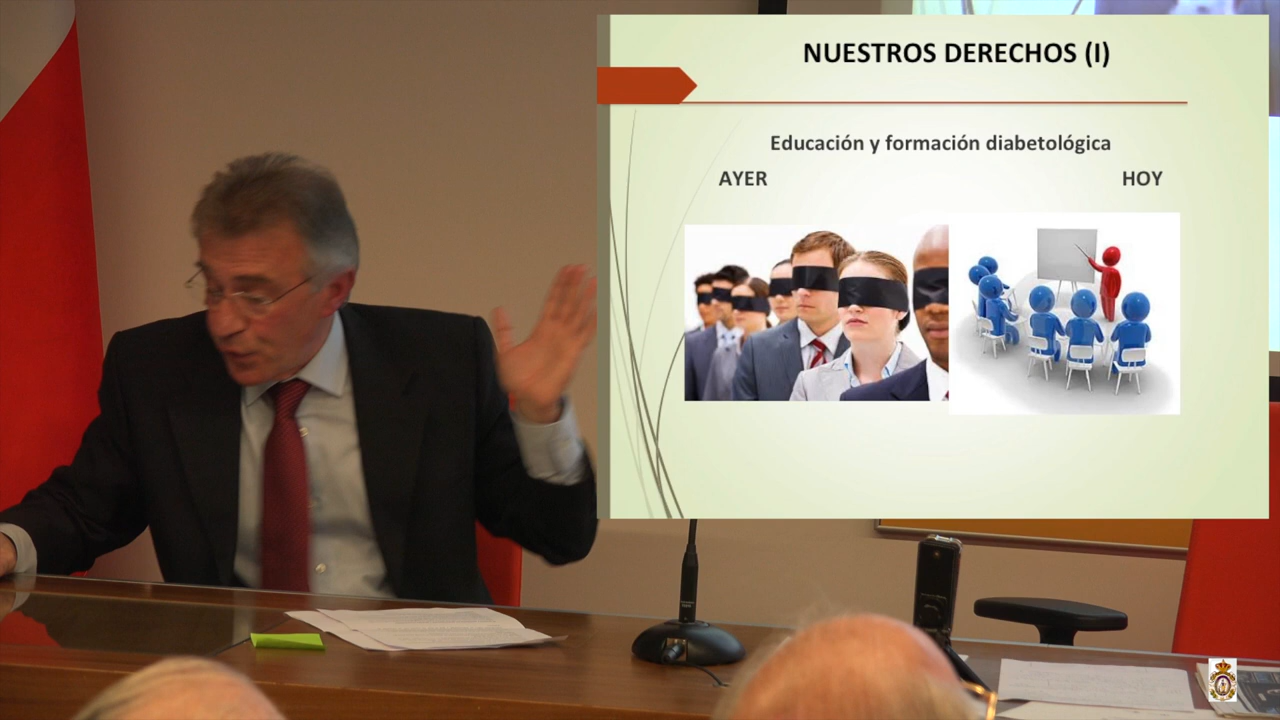 NUESTROS DERECHOS (I)
Educación y formación diabetológica
AYER
HOY